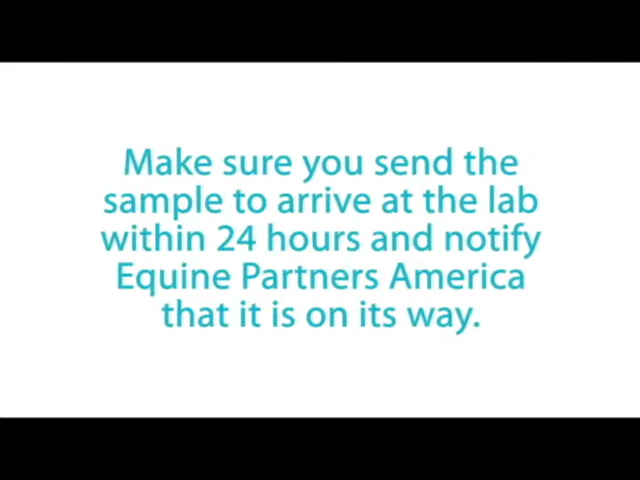 Make sure you send the
sample to arrive at the lab
within 24 hours and notify
Equine Partners America
that it is on its way.